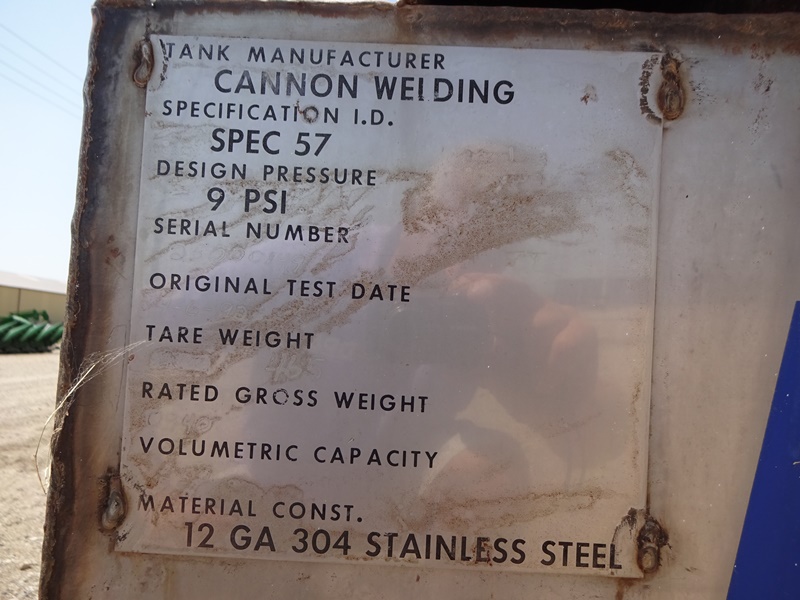 TANK MANUFACTURER
CANNON WELDING
SPECIFICATION I.D.
SPEC 57
DESIGN PRESSURE
9 PSI
SERIAL NUMBER
ORIGINAL TEST DATE
TARE WEIGHT
RATED GROSS WEIGHT
VOLUMETRIC CAPACITY
MATERIAL CONST.
12 GA 304 STAINLESS STEEL